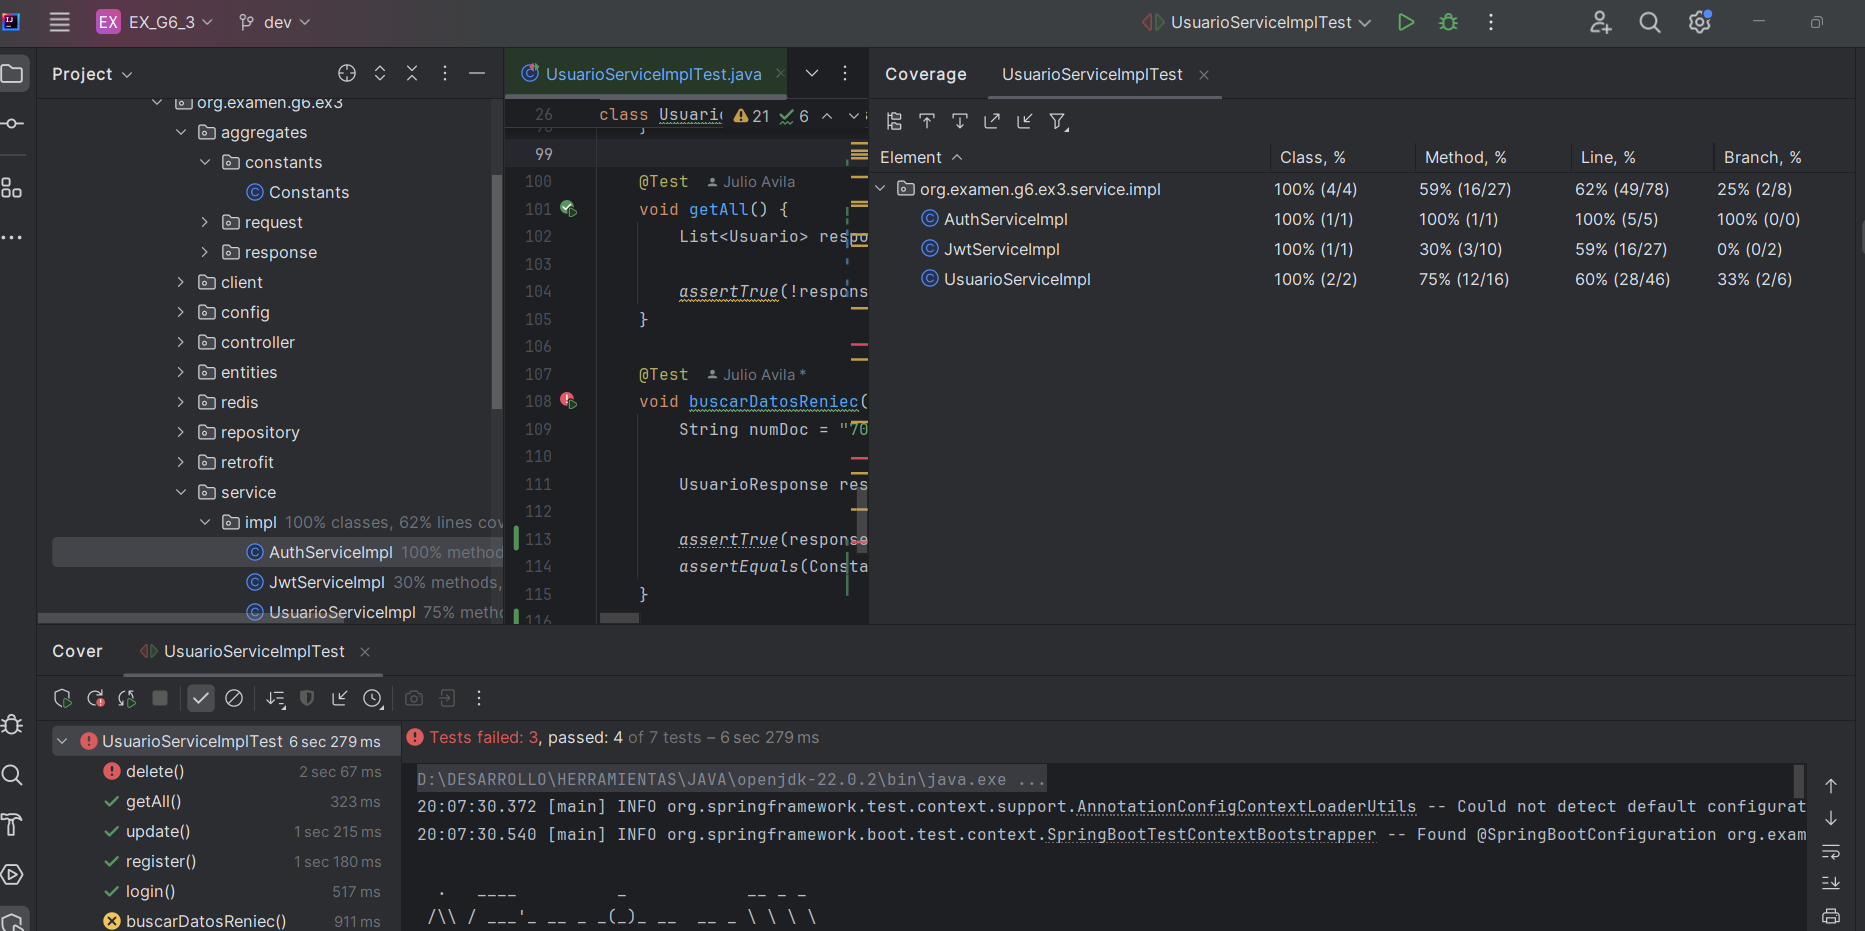 EX EX_G6_3 dev UsuarioServiceImplTest
Project
UsuarioServiceImplTest.java
Coverage UsuarioServiceImplTest
org.examen.g6.ex3
aggregates
constants
Constants
request
response
client
config
controller
entities
redis
repository
retrofit
service
impl 100% classes, 62% lines cov
AuthServiceImpl 100% method
JwtServiceImpl 30% methods,
UsuarioServiceImpl 75% metho
26 class Usuaric 21 6
98 }
99
100 @Test Julio Avila
101 void getAll() {
102 List<Usuario> respo
103
104 assertTrue(!respons
105 }
106
107 @Test Julio Avila *
108 void buscarDatosReniec(
109 String numDoc = "70
110
111 UsuarioResponse res
112
113 assertTrue(response
114 assertEquals(Consta
115 }
116
Element Class, % Method, % Line, % Branch, %
org.examen.g6.ex3.service.impl 100% (4/4) 59% (16/27) 62% (49/78) 25% (2/8)
AuthServiceImpl 100% (1/1) 100% (1/1) 100% (5/5) 100% (0/0)
JwtServiceImpl 100% (1/1) 30% (3/10) 59% (16/27) 0% (0/2)
UsuarioServiceImpl 100% (2/2) 75% (12/16) 60% (28/46) 33% (2/6)
Cover UsuarioServiceImplTest
UsuarioServiceImplTest 6 sec 279 ms
delete() 2 sec 67 ms
getAll() 323 ms
update() 1 sec 215 ms
register() 1 sec 180 ms
login() 517 ms
buscarDatosReniec() 911 ms
Tests failed: 3, passed: 4 of 7 tests – 6 sec 279 ms
D:\DESARROLLO\HERRAMIENTAS\JAVA\openjdk-22.0.2\bin\java.exe ...
20:07:30.372 [main] INFO org.springframework.test.context.support.AnnotationConfigContextLoaderUtils -- Could not detect default configurat
20:07:30.540 [main] INFO org.springframework.boot.test.context.SpringBootTestContextBootstrapper -- Found @SpringBootConfiguration org.exam